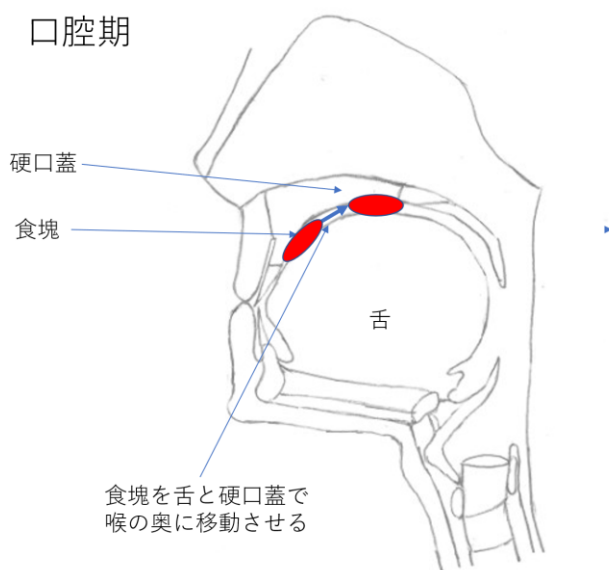 口腔期
硬口蓋
食塊
舌
食塊を舌と硬口蓋で
喉の奥に移動させる